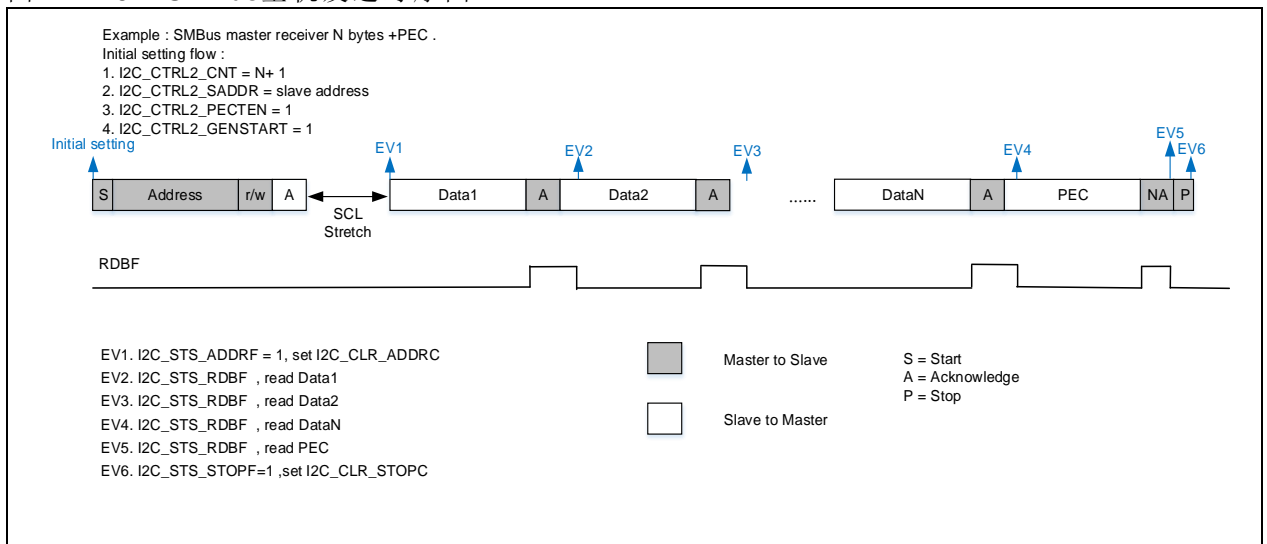 Example : SMBus master receiver N bytes +PEC .
Initial setting flow :
1. I2C_CTRL2_CNT = N+ 1
2. I2C_CTRL2_SADDR = slave address
3. I2C_CTRL2_PECTEN = 1
4. I2C_CTRL2_GENSTART = 1
Initial setting
EV1
EV2
EV3
EV4
EV5
EV6
S
Address
r/w
A
SCL
Stretch
Data1
A
Data2
A
......
DataN
A
PEC
NA
P
RDBF
EV1. I2C_STS_ADDRF = 1, set I2C_CLR_ADDRC
EV2. I2C_STS_RDBF , read Data1
EV3. I2C_STS_RDBF , read Data2
EV4. I2C_STS_RDBF , read DataN
EV5. I2C_STS_RDBF , read PEC
EV6. I2C_STS_STOPF=1 ,set I2C_CLR_STOPC
Master to Slave
Slave to Master
S = Start
A = Acknowledge
P = Stop